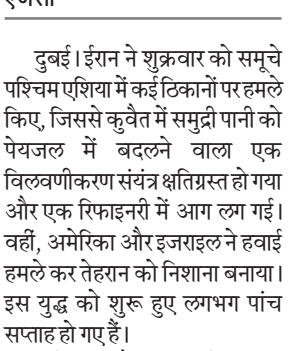 दुबई। ईरान ने शुक्रवार को समूचे
पश्चिम एशिया में कई ठिकानों पर हमले
किए, जिससे कुवैत में समुद्री पानी को
पेयजल में बदलने वाला एक
विलवणीकरण संयंत्र क्षतिग्रस्त हो गया
और एक रिफाइनरी में आग लग गई।
वहीं, अमेरिका और इजराइल ने हवाई
हमले कर तेहरान को निशाना बनाया।
इस युद्ध को शुरू हुए लगभग पांच
सप्ताह हो गए हैं।